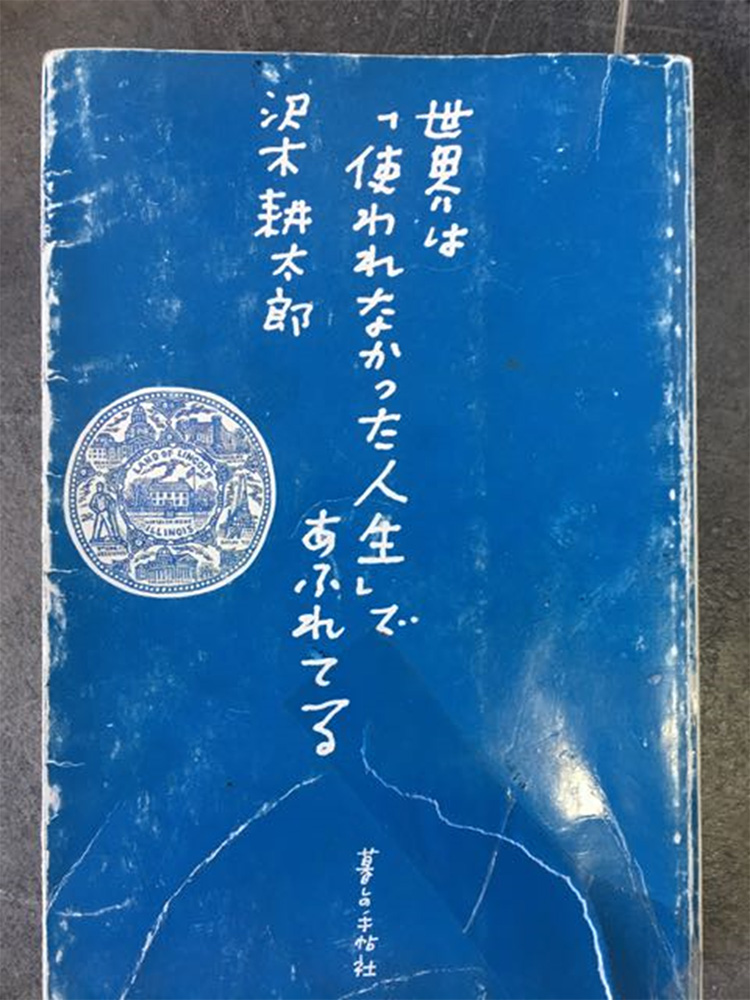 世界は
「使われなかった人生」で
あふれてる
沢木耕太郎
LAND OF LINCOLN
ILLINOIS
暮しの手帖社